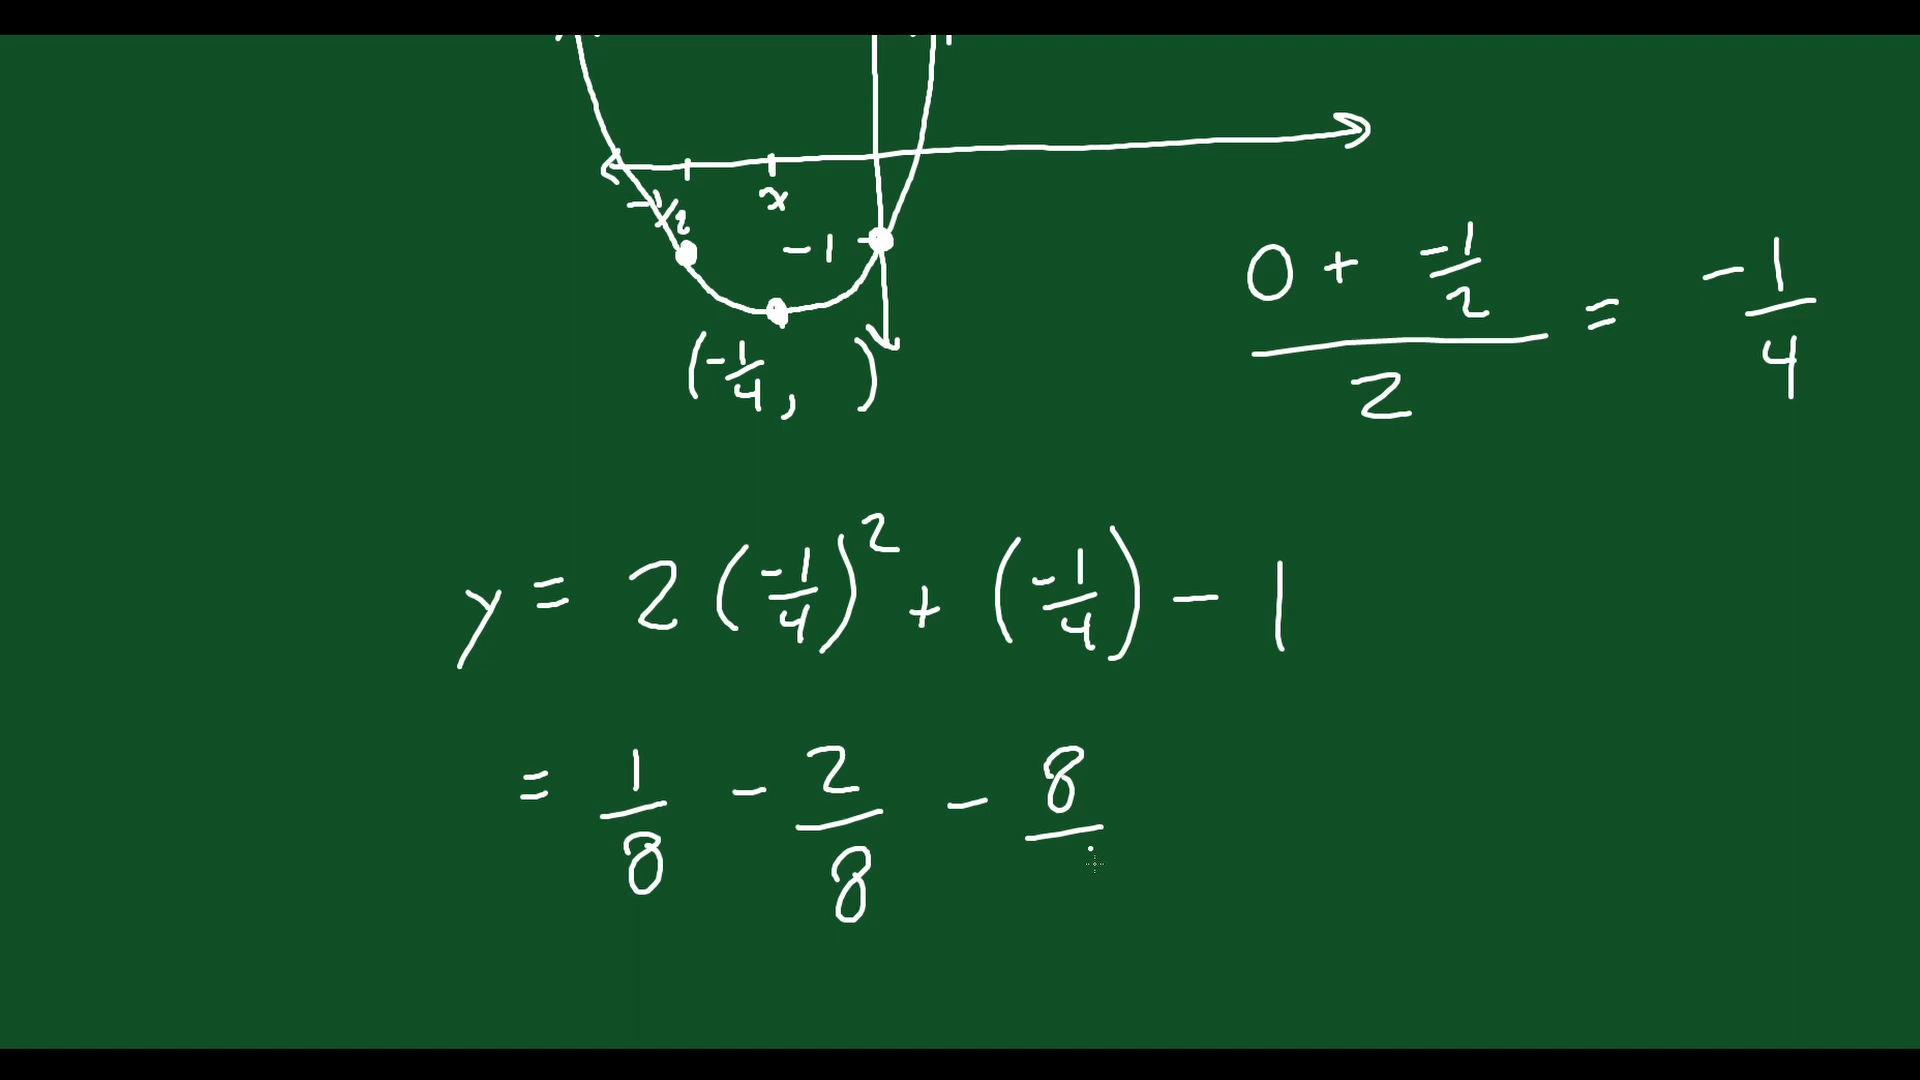 -1/2
x
-1
(-1/4, )
(0 + -1/2)/2 = -1/4
y = 2(-1/4)² + (-1/4) - 1
= 1/8 - 2/8 - 8/